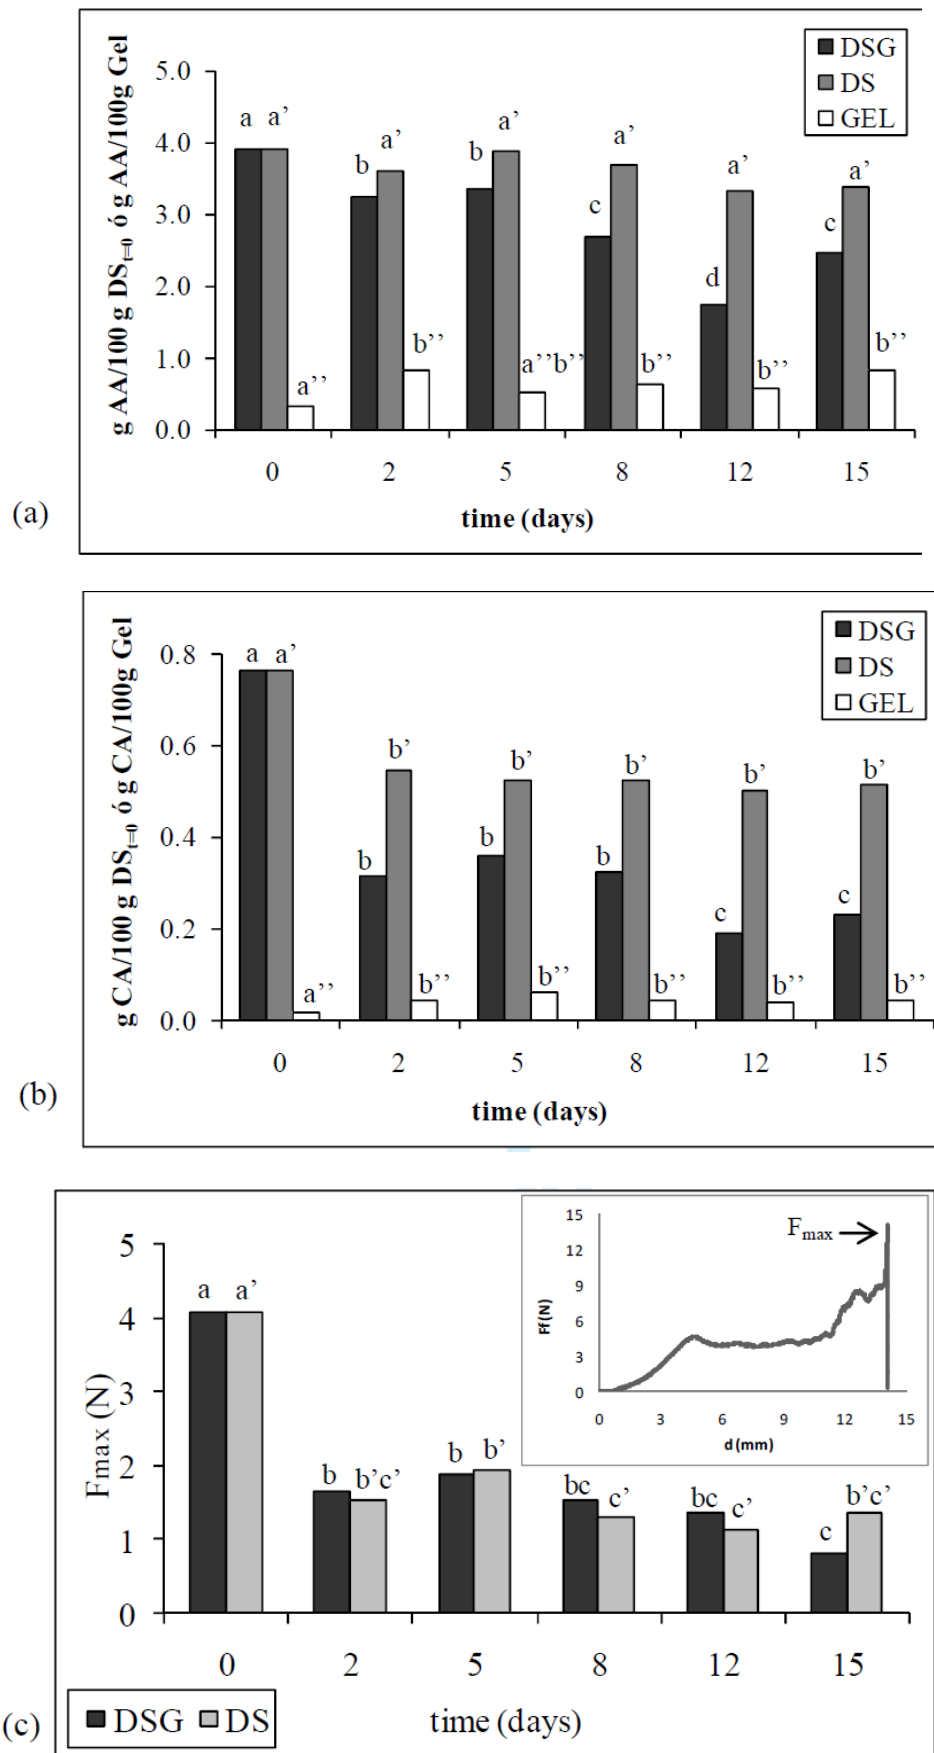 g AA/100 g DSt=0 ó g AA/100g Gel
DSG
DS
GEL
5.0
4.0
3.0
2.0
1.0
0.0
a a’
a’’
b a’
b’’
b a’
a’’b’’
c a’
b’’
d a’
b’’
c a’
b’’
0 2 5 8 12 15
time (days)
(a)
g CA/100 g DSt=0 ó g CA/100g Gel
DSG
DS
GEL
0.8
0.6
0.4
0.2
0.0
a a’
a’’
b b’
b’’
b b’
b’’
b b’
b’’
c b’
b’’
c b’
b’’
0 2 5 8 12 15
time (days)
(b)
Fmax (N)
5
4
3
2
1
0
a a’
b b’c’
b b’
bc c’
bc c’
c b’c’
0 2 5 8 12 15
time (days)
DSG DS
(c)
Ff(N)
15
12
9
6
3
0
Fmax
0 3 6 9 12 15
d (mm)